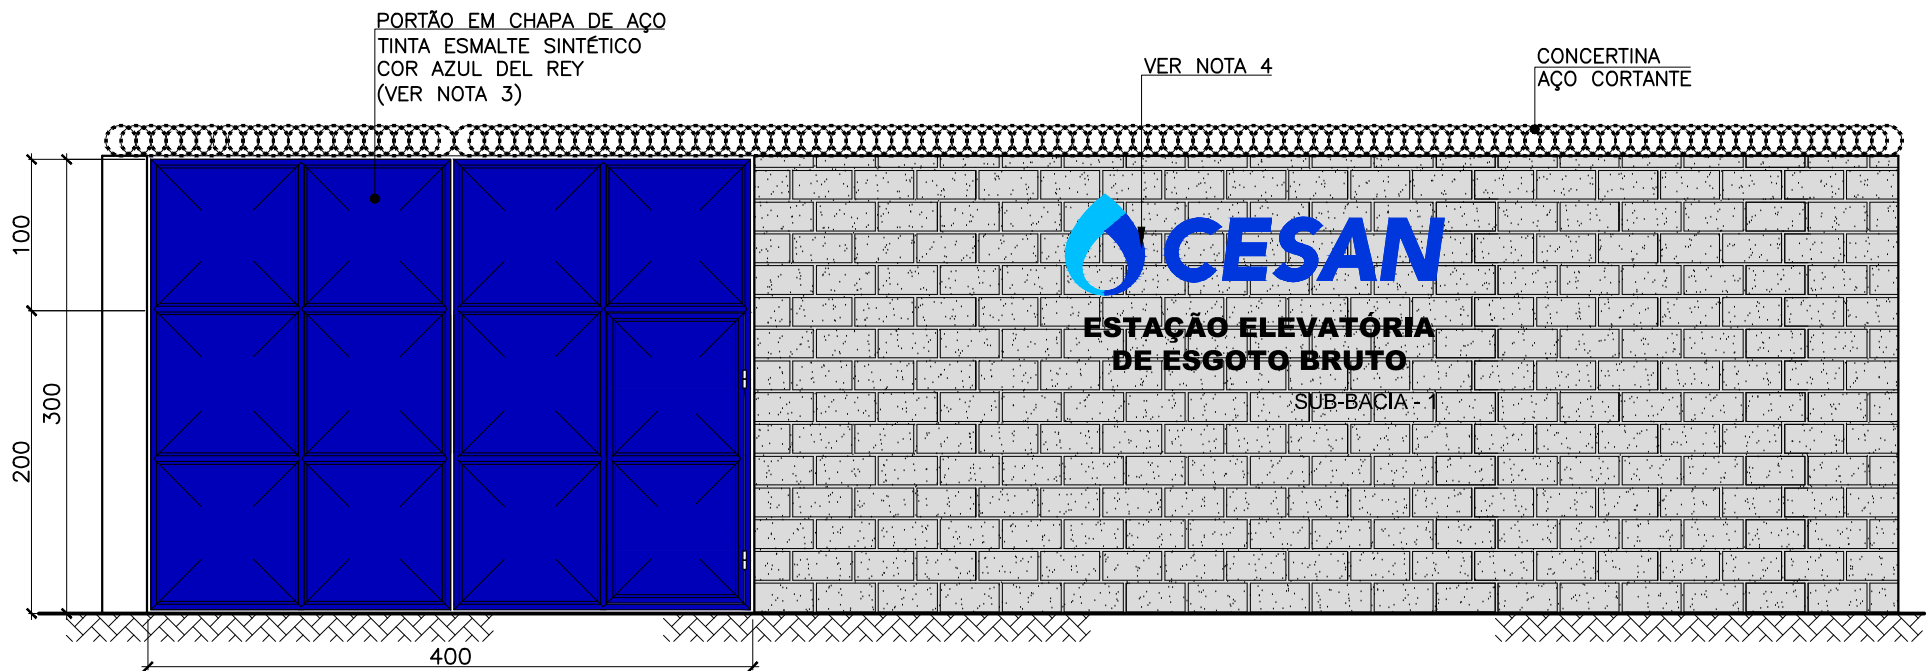 PORTÃO EM CHAPA DE AÇO
TINTA ESMALTE SINTÉTICO
COR AZUL DEL REY
(VER NOTA 3)
VER NOTA 4
CONCERTINA
AÇO CORTANTE
100
300
200
400
CESAN
ESTAÇÃO ELEVATÓRIA
DE ESGOTO BRUTO
SUB-BACIA - 1